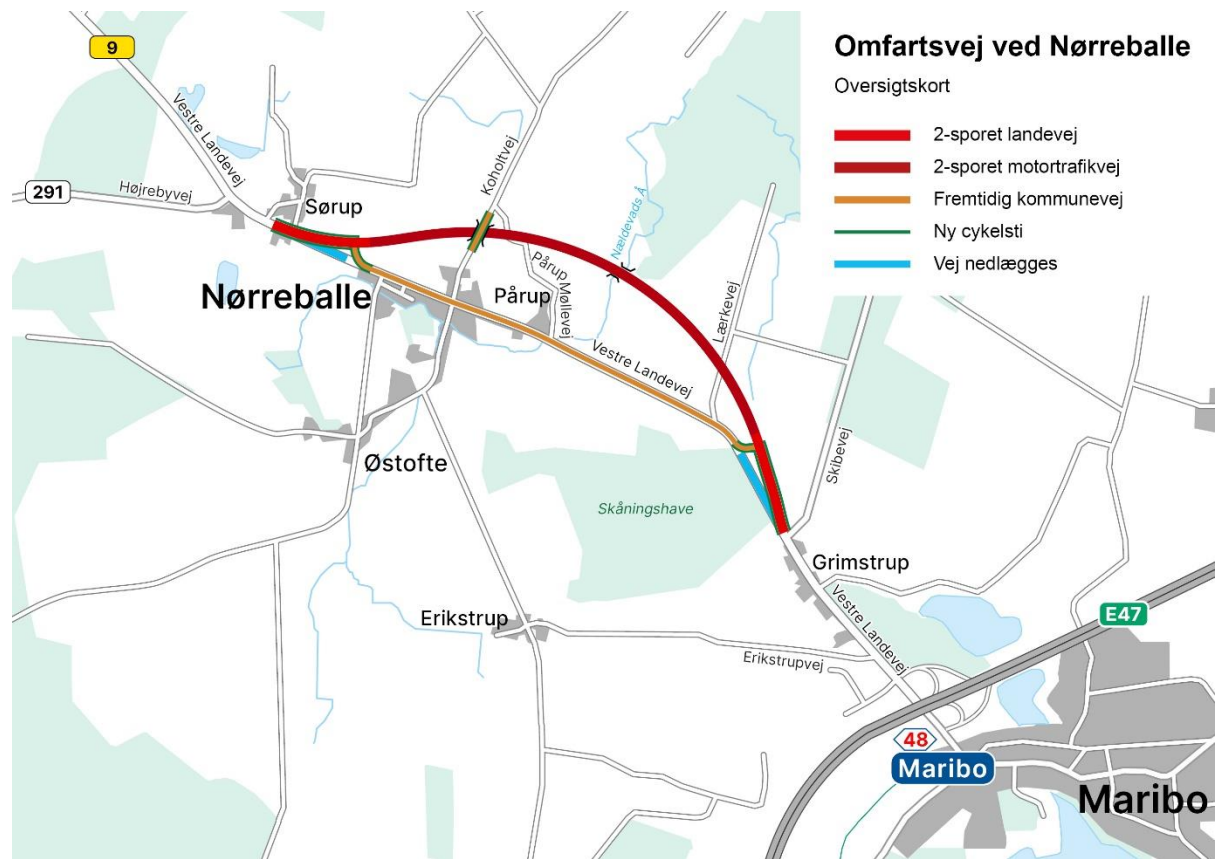 Omfartsvej ved Nørreballe
Oversigtskort
2-sporet landevej
2-sporet motortrafikvej
Fremtidig kommunevej
Ny cykelsti
Vej nedlægges
9
Vestre Landevej
291
Højrebyvej
Sørup
Koholtvej
Nældevads Å
Nørreballe
Pårup
Pårup Møllevej
Lærkevej
Vestre Landevej
Skibevej
Østofte
Skåningshave
Grimstrup
Erikstrup
Vestre Landevej
E47
Erikstrupvej
48
Maribo
Maribo